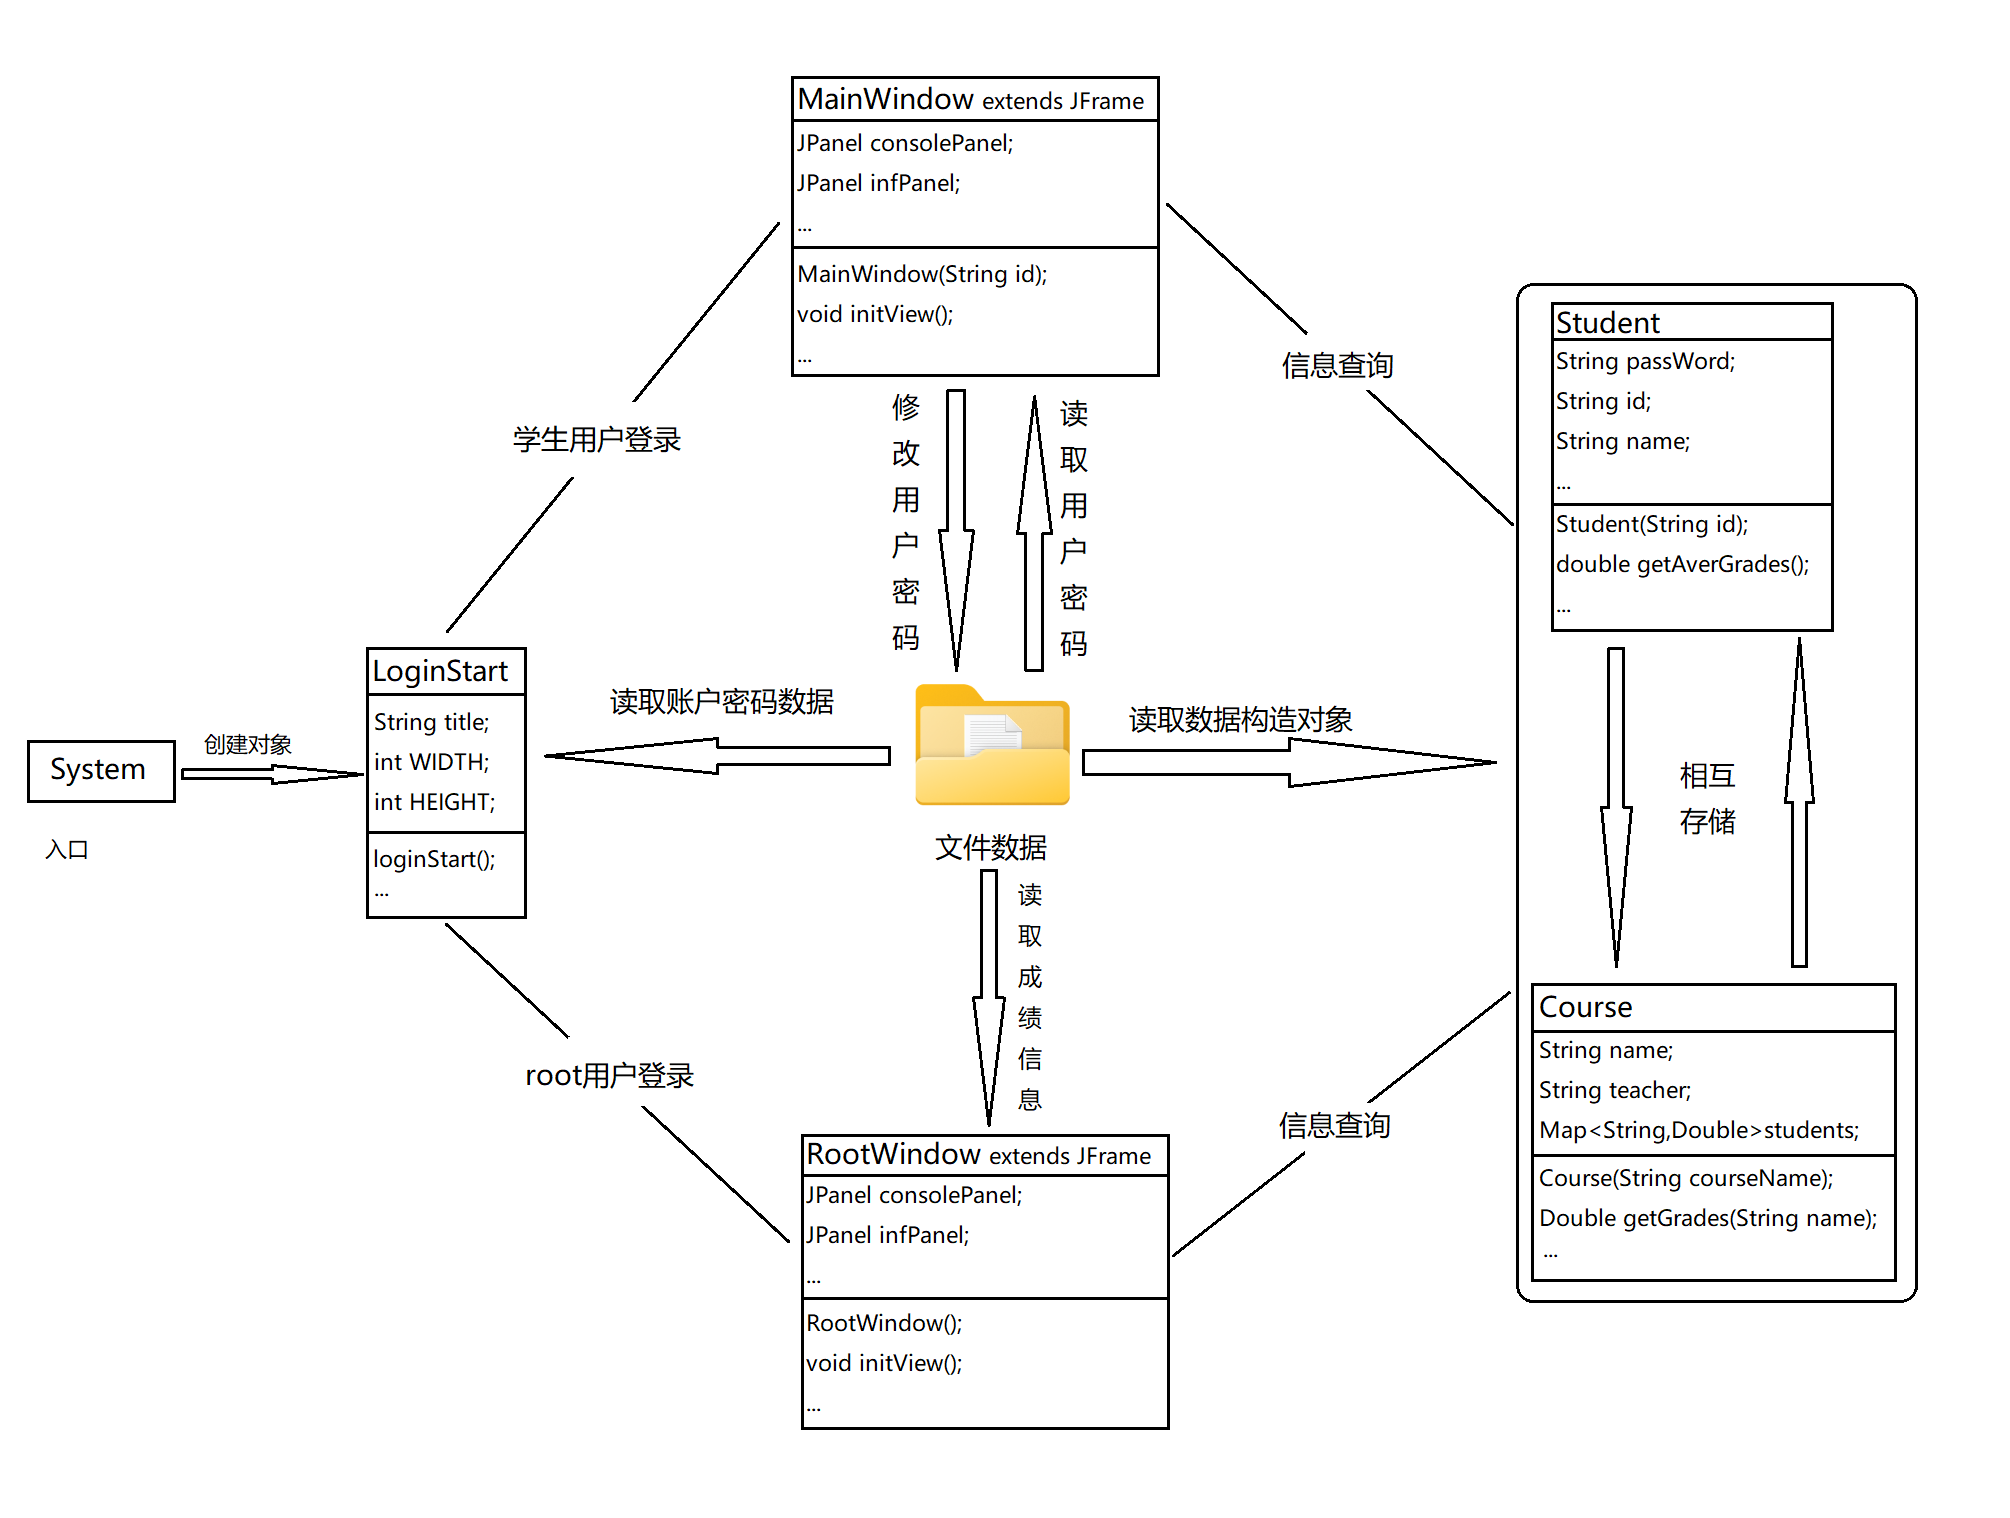 MainWindow extends JFrame
JPanel consolePanel;
JPanel infPanel;
...
MainWindow(String id);
void initView();
...
学生用户登录
修改用户密码
读取用户密码
信息查询
Student
String passWord;
String id;
String name;
...
Student(String id);
double getAverGrades();
...
System
入口
创建对象
LoginStart
String title;
int WIDTH;
int HEIGHT;
loginStart();
...
读取账户密码数据
文件数据
读取数据构造对象
相互
存储
读取成绩信息
root用户登录
RootWindow extends JFrame
JPanel consolePanel;
JPanel infPanel;
...
RootWindow();
void initView();
...
信息查询
Course
String name;
String teacher;
Map<String,Double>students;
Course(String courseName);
Double getGrades(String name);
...